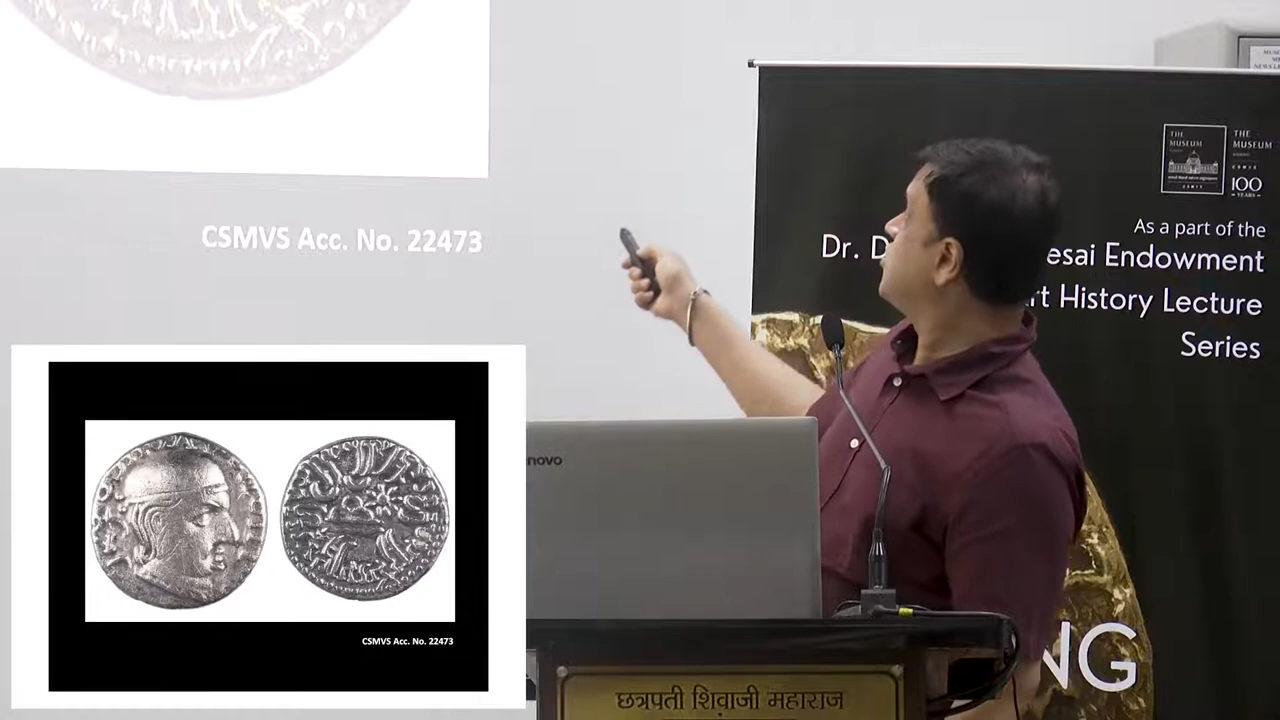 CSMVS Acc. No. 22473
THE
MUSEUM
THE
MUSEUM
100
YEARS
As a part of the
Dr. D esai Endowment
rt History Lecture
Series
CSMVS Acc. No. 22473
novo
NG
छत्रपती शिवाजी महाराज